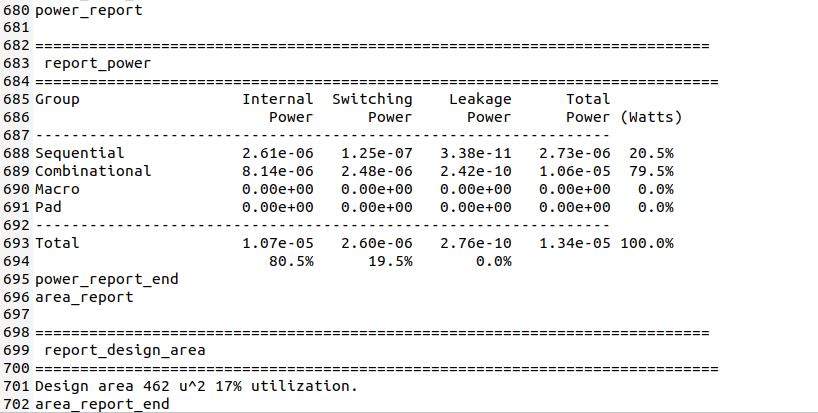 680 power_report
681
682 ===========================================================================
683  report_power
684 ============================================================================
685 Group                  Internal  Switching    Leakage      Total
686                           Power      Power      Power      Power (Watts)
687 ----------------------------------------------------------------
688 Sequential             2.61e-06   1.25e-07   3.38e-11   2.73e-06  20.5%
689 Combinational          8.14e-06   2.48e-06   2.42e-10   1.06e-05  79.5%
690 Macro                  0.00e+00   0.00e+00   0.00e+00   0.00e+00   0.0%
691 Pad                    0.00e+00   0.00e+00   0.00e+00   0.00e+00   0.0%
692 ----------------------------------------------------------------
693 Total                  1.07e-05   2.60e-06   2.76e-10   1.34e-05 100.0%
694                           80.5%      19.5%       0.0%
695 power_report_end
696 area_report
697
698 ===========================================================================
699  report_design_area
700 ============================================================================
701 Design area 462 u^2 17% utilization.
702 area_report_end